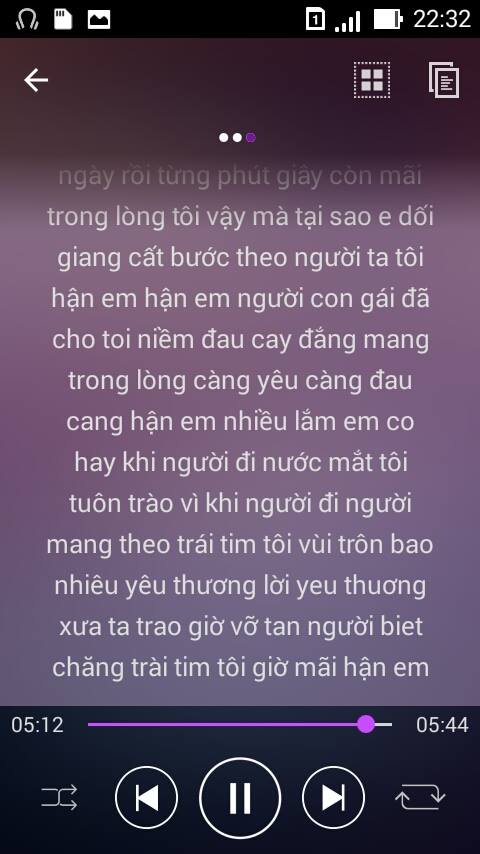 1
22:32
ngày rồi từng phút giây còn mãi
trong lòng tôi vậy mà tại sao e dối
giang cất bước theo người ta tôi
hận em hận em người con gái đã
cho toi niềm đau cay đắng mang
trong lòng càng yêu càng đau
cang hận em nhiều lắm em co
hay khi người đi nước mắt tôi
tuôn trào vì khi người đi người
mang theo trái tim tôi vùi trôn bao
nhiêu yêu thương lời yeu thuơng
xưa ta trao giờ vỡ tan người biet
chăng trài tim tôi giờ mãi hận em
05:12
05:44